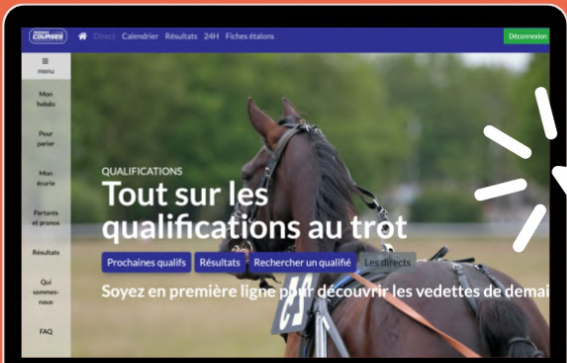 COURSES
Direct Calendrier Résultats 24H Fiches étalons
Déconnexion
menu
Mon
hebdo
Pour
parier
Mon
écurie
Partants
et pronos
Résultats
Qui
sommes-
nous
FAQ
QUALIFICATIONS
Tout sur les
qualifications au trot
Prochaines qualifs Résultats Rechercher un qualifié Les directs
Soyez en première ligne pour découvrir les vedettes de demai